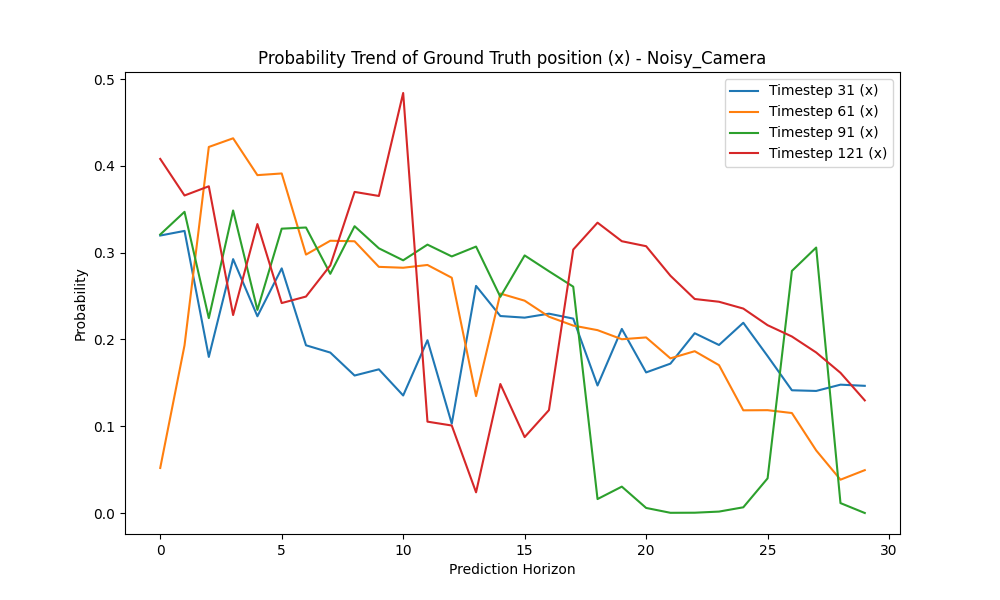 Probability Trend of Ground Truth position (x) - Noisy_Camera
0.5
0.4
0.3
0.2
0.1
0.0
Probability
Timestep 31 (x)
Timestep 61 (x)
Timestep 91 (x)
Timestep 121 (x)
0 5 10 15 20 25 30
Prediction Horizon